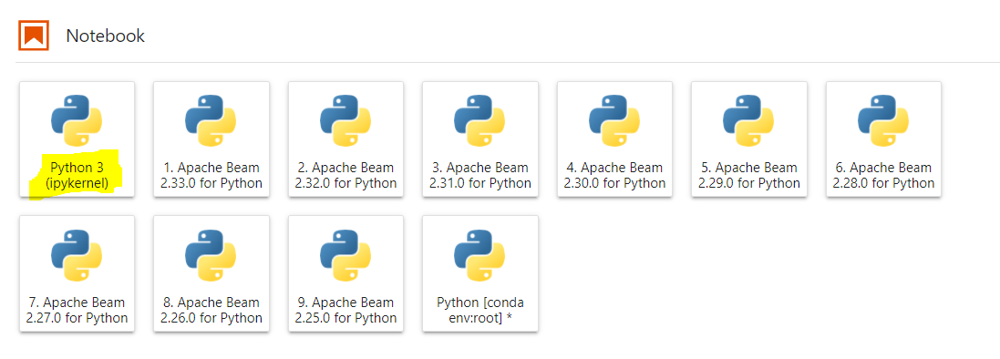 Notebook
Python 3
(ipykernel)
1. Apache Beam
2.33.0 for Python
2. Apache Beam
2.32.0 for Python
3. Apache Beam
2.31.0 for Python
4. Apache Beam
2.30.0 for Python
5. Apache Beam
2.29.0 for Python
6. Apache Beam
2.28.0 for Python
7. Apache Beam
2.27.0 for Python
8. Apache Beam
2.26.0 for Python
9. Apache Beam
2.25.0 for Python
Python [conda
env:root] *